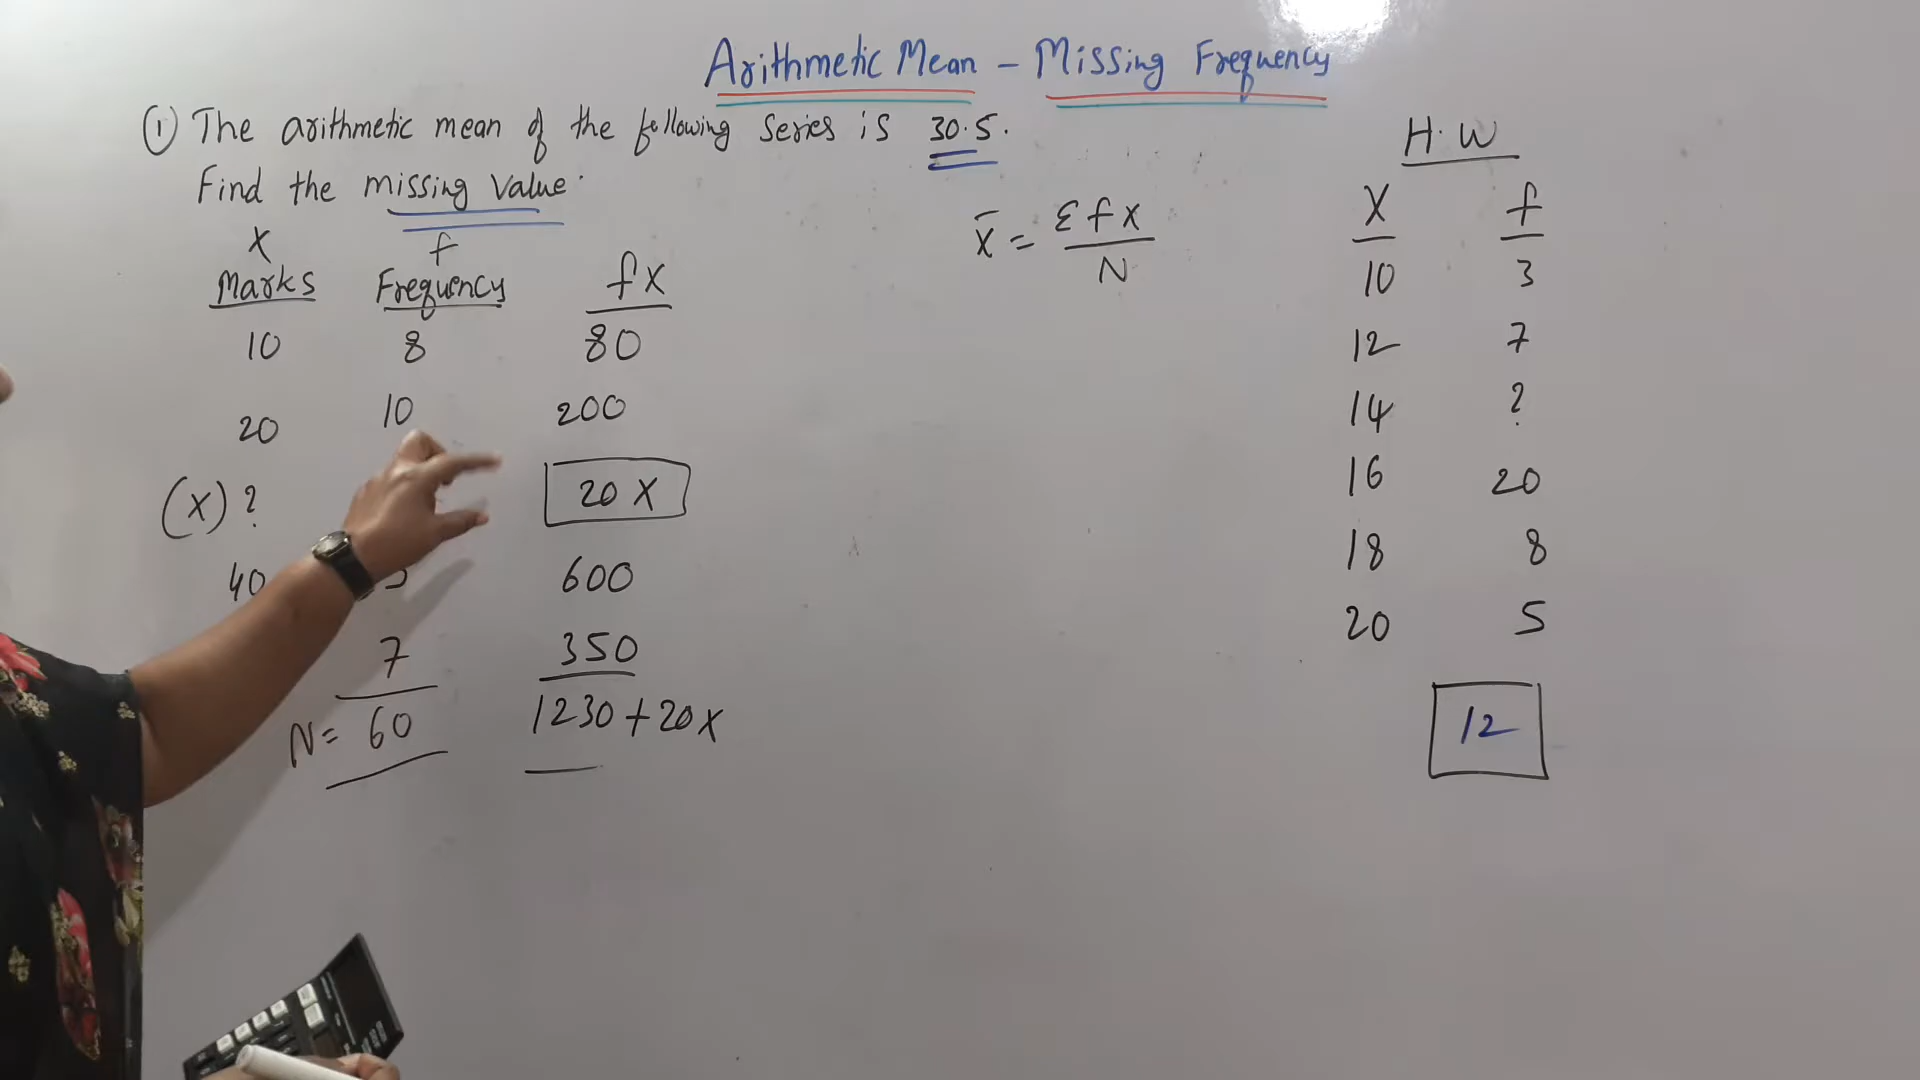 Arithmetic Mean - Missing Frequency
① The arithmetic mean of the following series is 30.5.
Find the missing value.
X f
Marks Frequency fx
10 8 80
20 10 200
(x) ? 20 x
40 600
7 350
N= 60 1230+20x
x̄ = Σfx / N
H.W
X f
10 3
12 7
14 ?
16 20
18 8
20 5
12